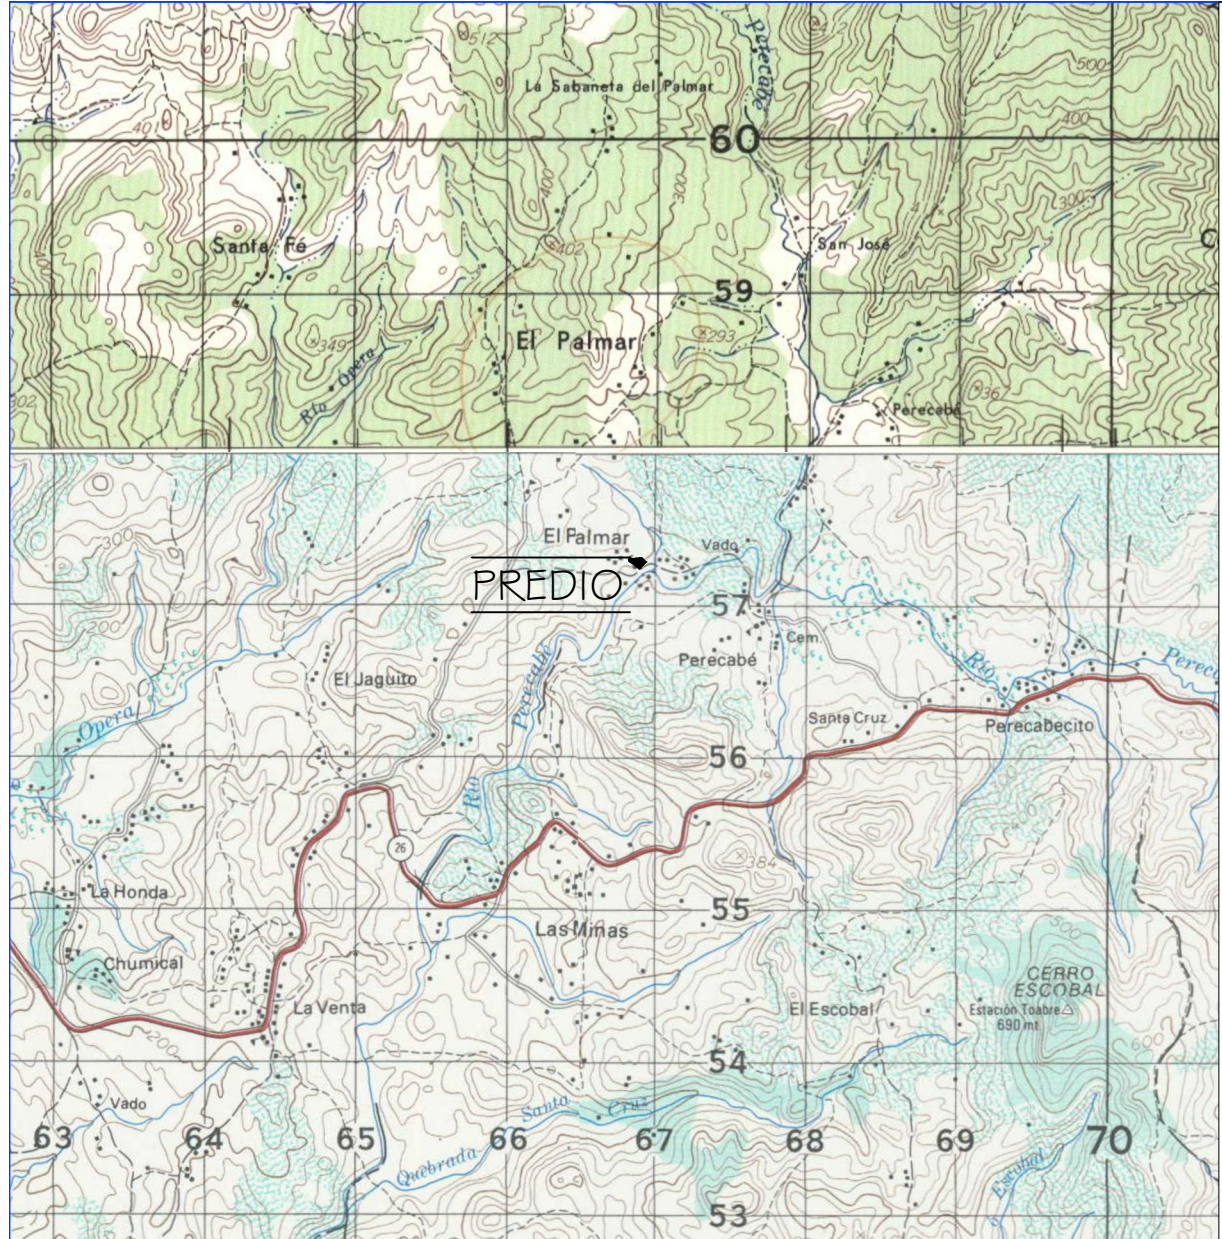 512
Perecabé
La Sabaneta del Palmar
500
401
400
60
400
300
300
Santa Fé
402
San José
400
59
El Palmar
293
349
Río Opera
367
Perecabé
El Palmar
Vado
300
PREDIO
57
200
Cem
Perecabé
Río
Perecabé
El Jaguito
Opera
Santa Cruz
Perecabecito
56
Río
26
384
La Honda
55
Las Minas
Chumical
500
CERRO
ESCOBAL
La Venta
El Escobal
Estación Toabre
690 mt
200
600
54
Vado
Santa
Cruz
63
64
65
66
67
68
69
70
Quebrada
Escobal
53